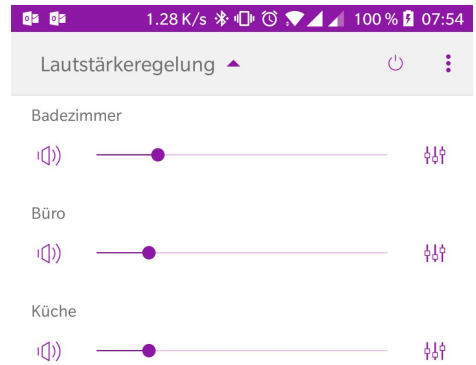 1.28 K/s 100 % 07:54
Lautstärkeregelung
Badezimmer
Büro
Küche